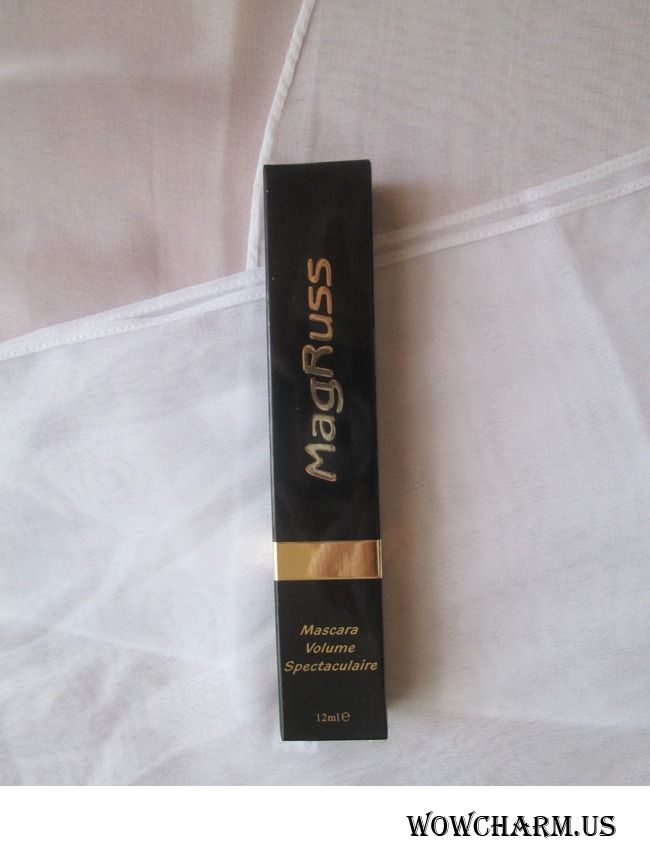 MagRuss
Mascara
Volume
Spectaculaire
12ml℮
WOWCHARM.US